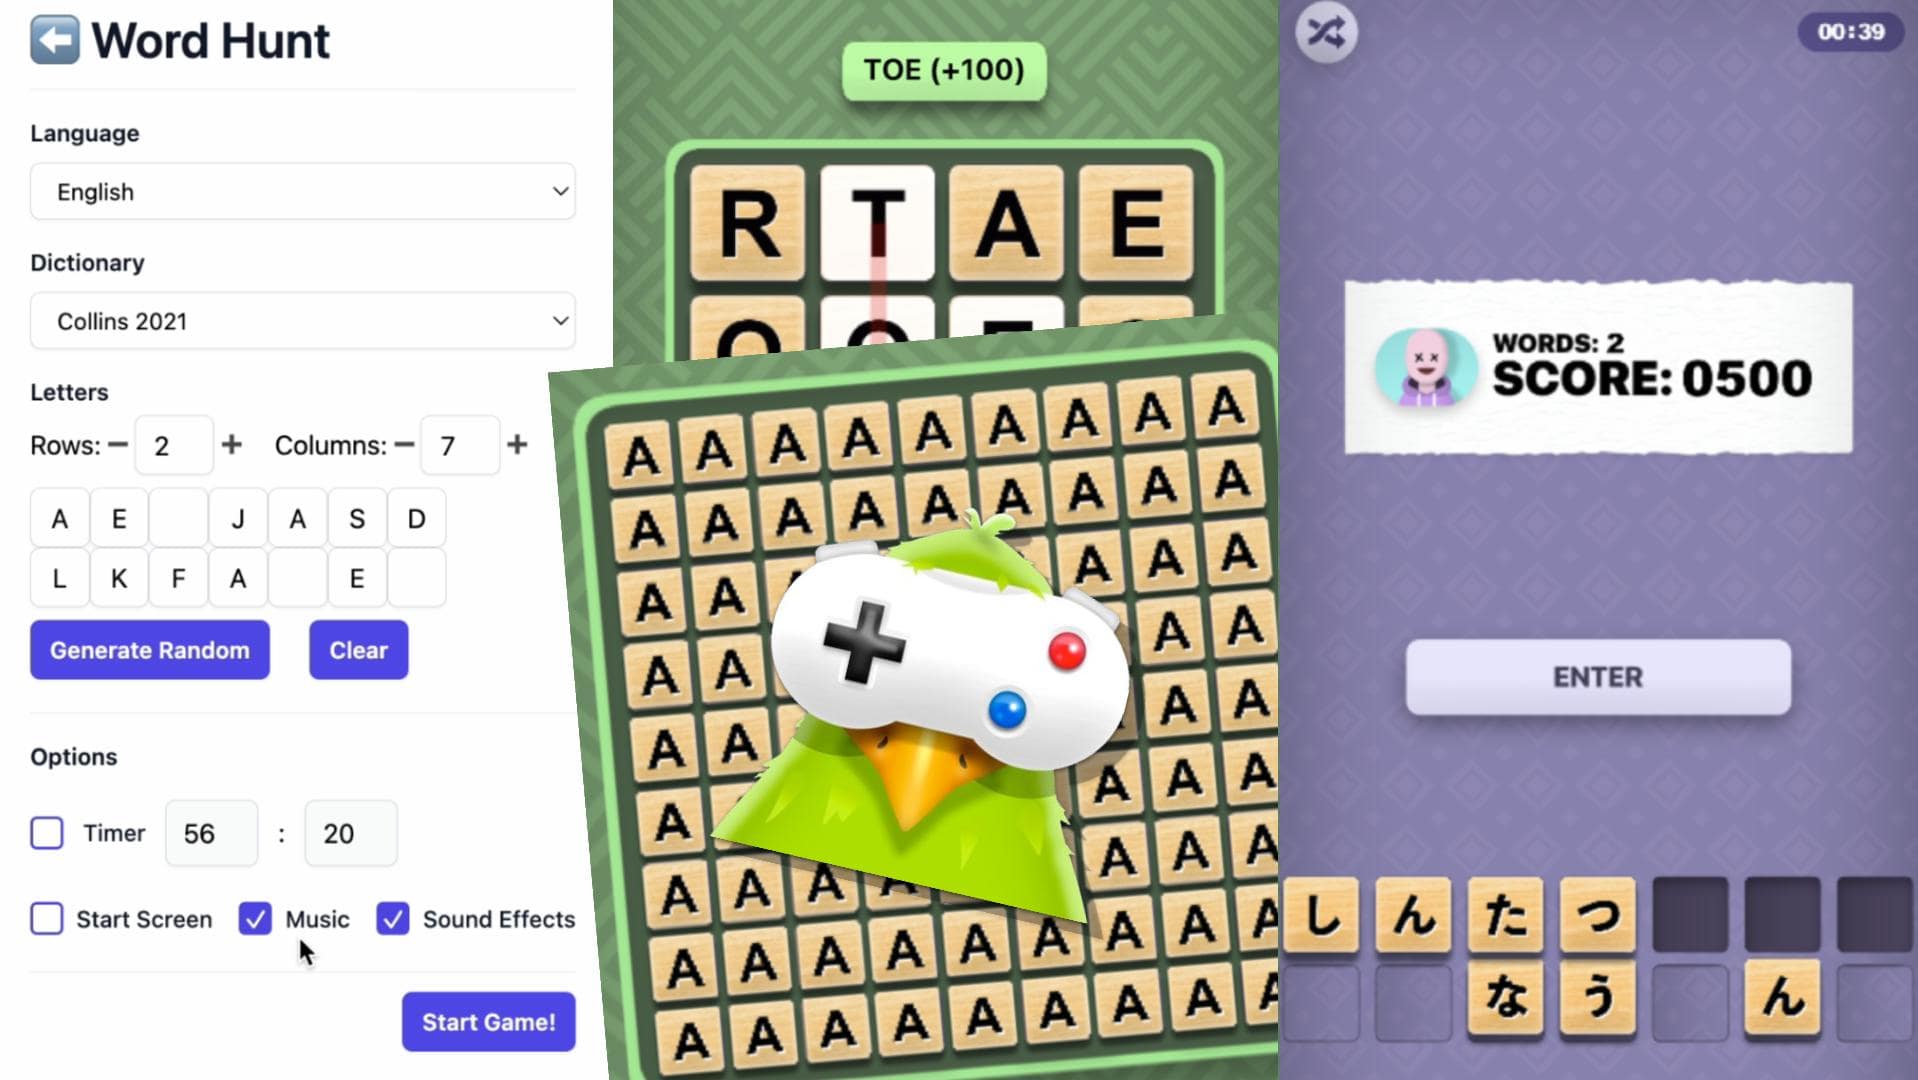 Word Hunt
Language
English
Dictionary
Collins 2021
Letters
Rows: − 2 + Columns: − 7 +
A E J A S D
L K F A E
Generate Random Clear
Options
Timer 56 : 20
Start Screen Music Sound Effects
Start Game!
TOE (+100)
R T A E
A A A A A A A A A
A A A A A A A A A
A A A A A
A A A A
A A A A
A A A A
A A A A A A A
A A A A A A A A A
A A A A A A A A A
00:39
WORDS: 2
SCORE: 0500
ENTER
し ん た つ
な う ん